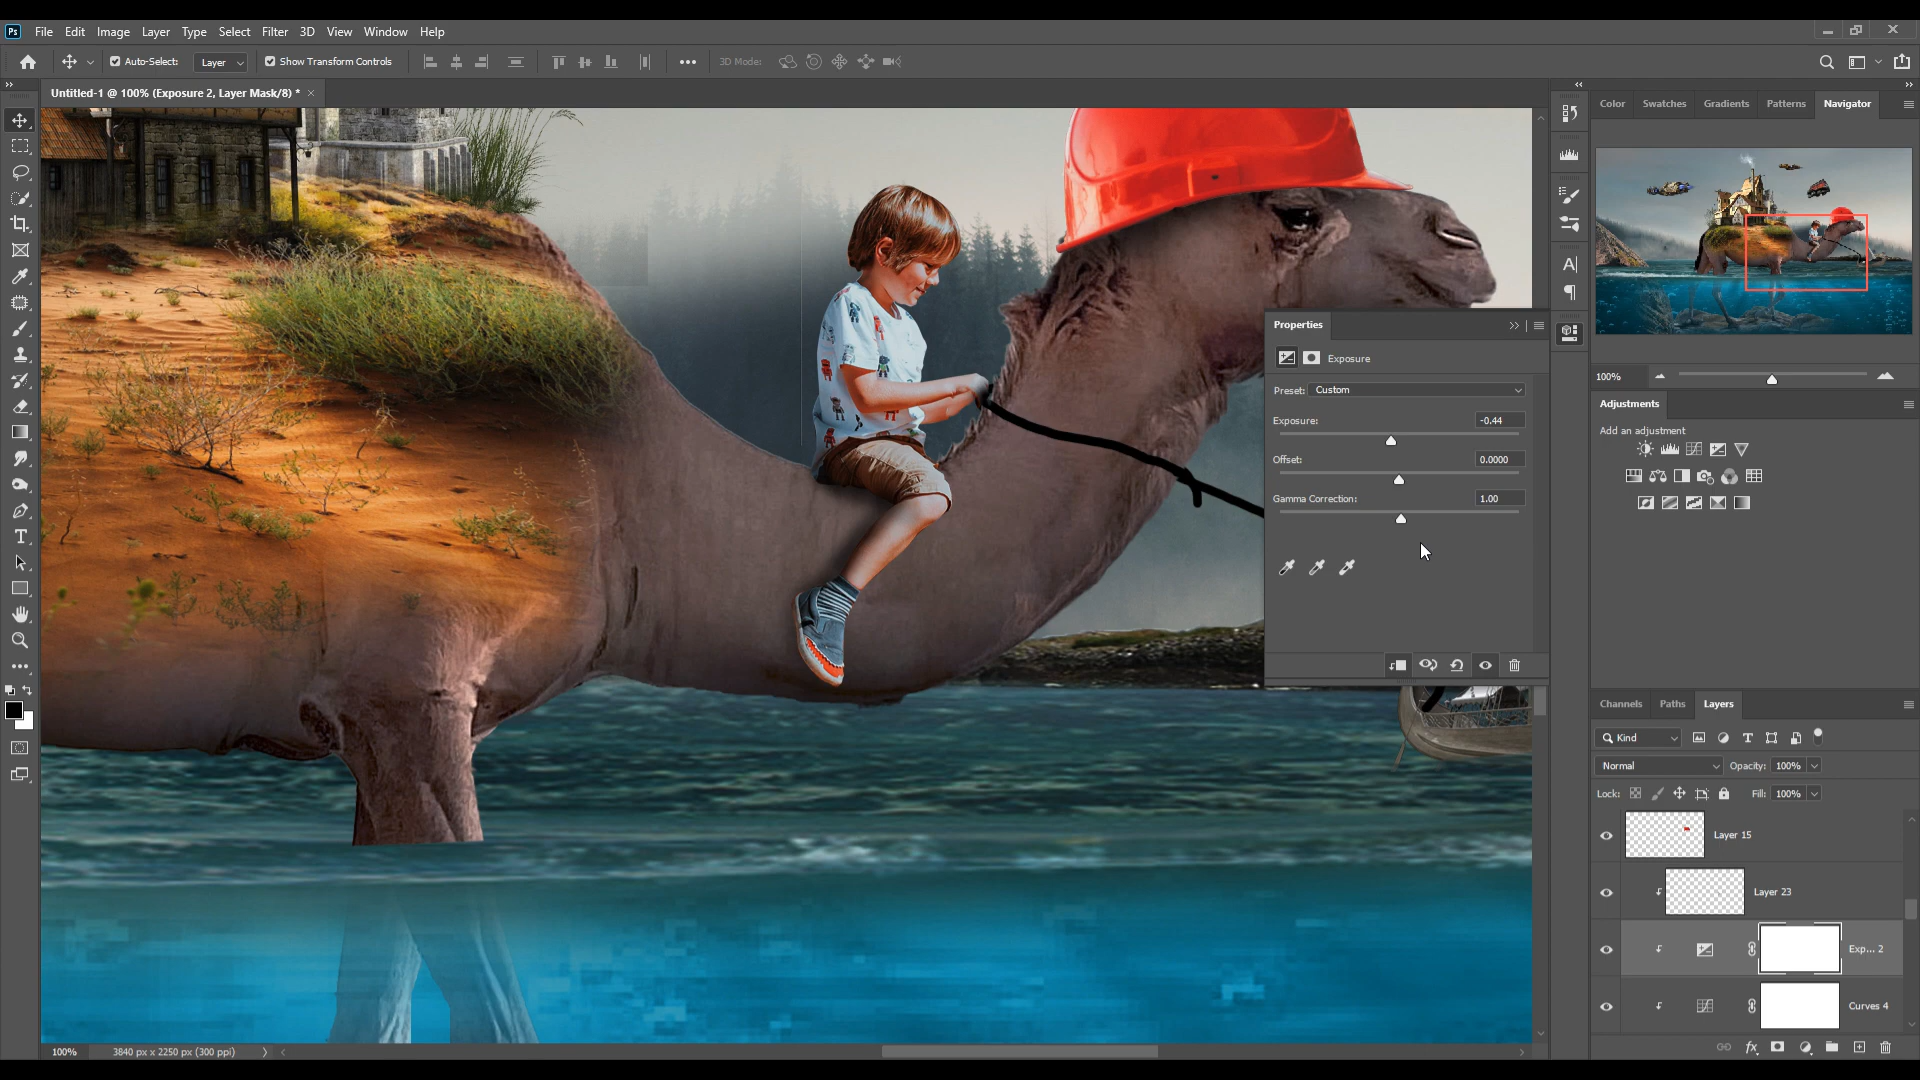 Ps File Edit Image Layer Type Select Filter 3D View Window Help
Auto-Select: Layer Show Transform Controls 3D Mode:
Untitled-1 @ 100% (Exposure 2, Layer Mask/8) *
Color Swatches Gradients Patterns Navigator
Properties
Exposure
Preset: Custom
Exposure: -0.44
Offset: 0.0000
Gamma Correction: 1.00
100%
Adjustments
Add an adjustment
Channels Paths Layers
Kind
Normal Opacity: 100%
Lock: Fill: 100%
Layer 15
Layer 23
Exp... 2
Curves 4
100% 3840 px x 2250 px (300 ppi)